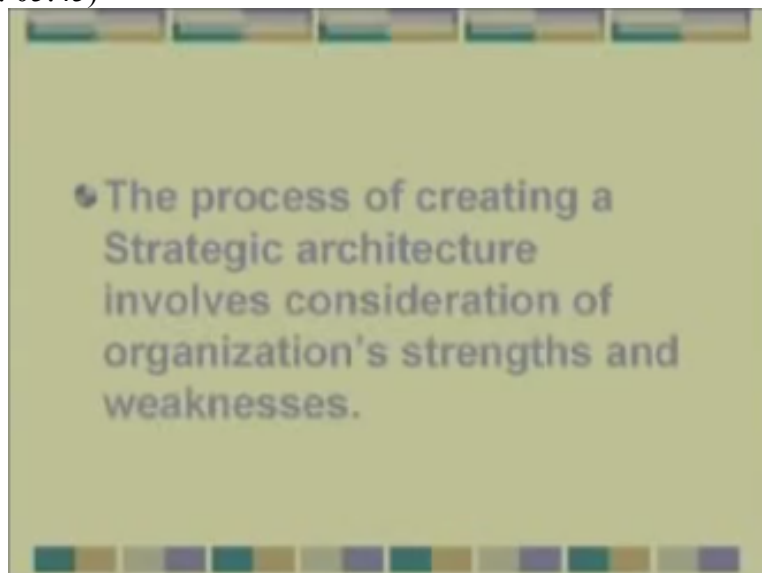 The process of creating a
Strategic architecture
involves consideration of
organization's strengths and
weaknesses.